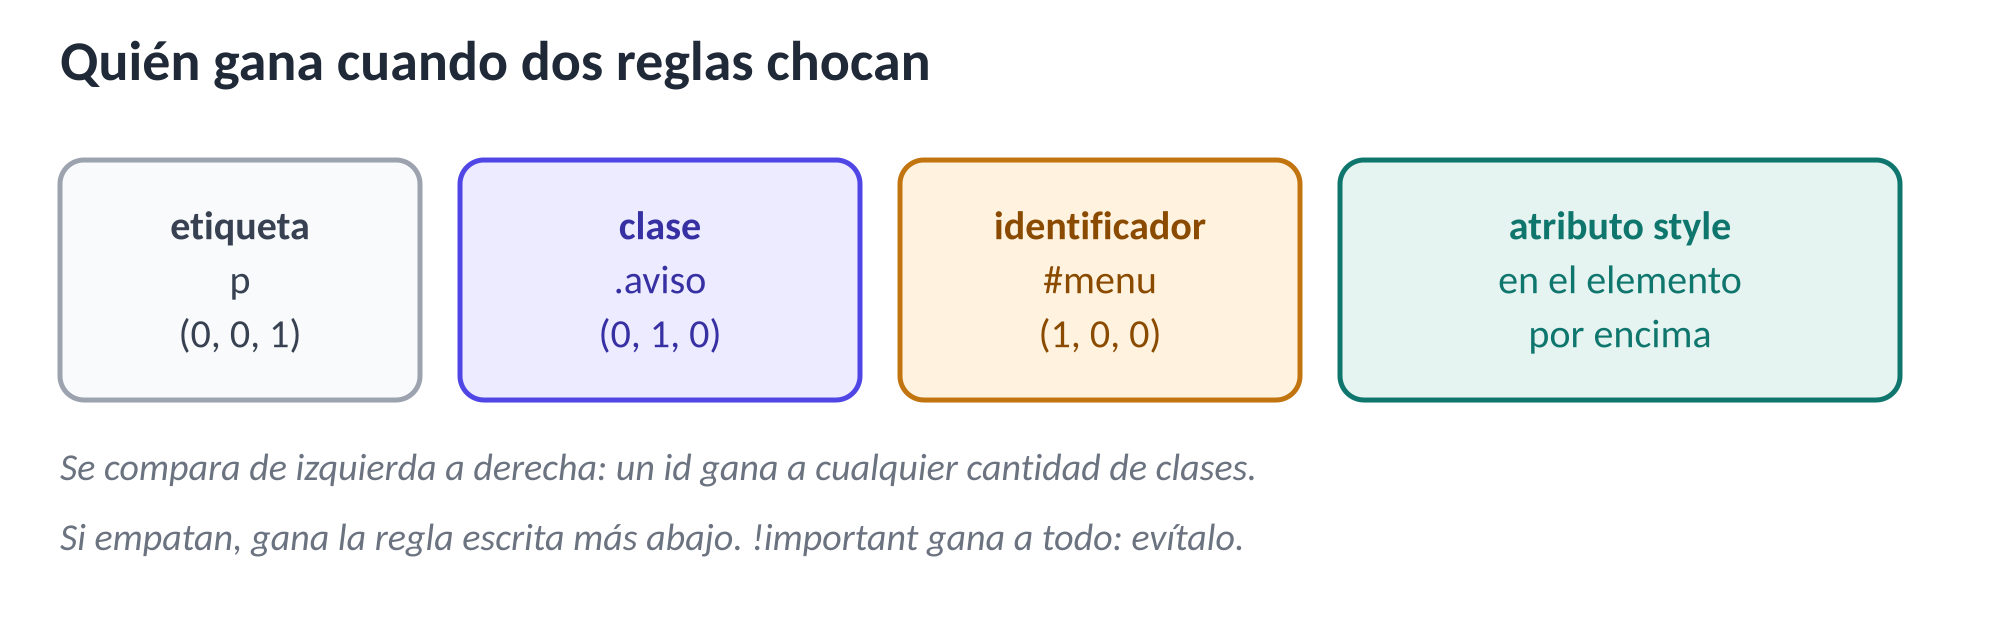 Quién gana cuando dos reglas chocan
etiqueta
p
(0, 0, 1)
clase
.aviso
(0, 1, 0)
identificador
#menu
(1, 0, 0)
atributo style
en el elemento
por encima
Se compara de izquierda a derecha: un id gana a cualquier cantidad de clases.
Si empatan, gana la regla escrita más abajo. !important gana a todo: evítalo.